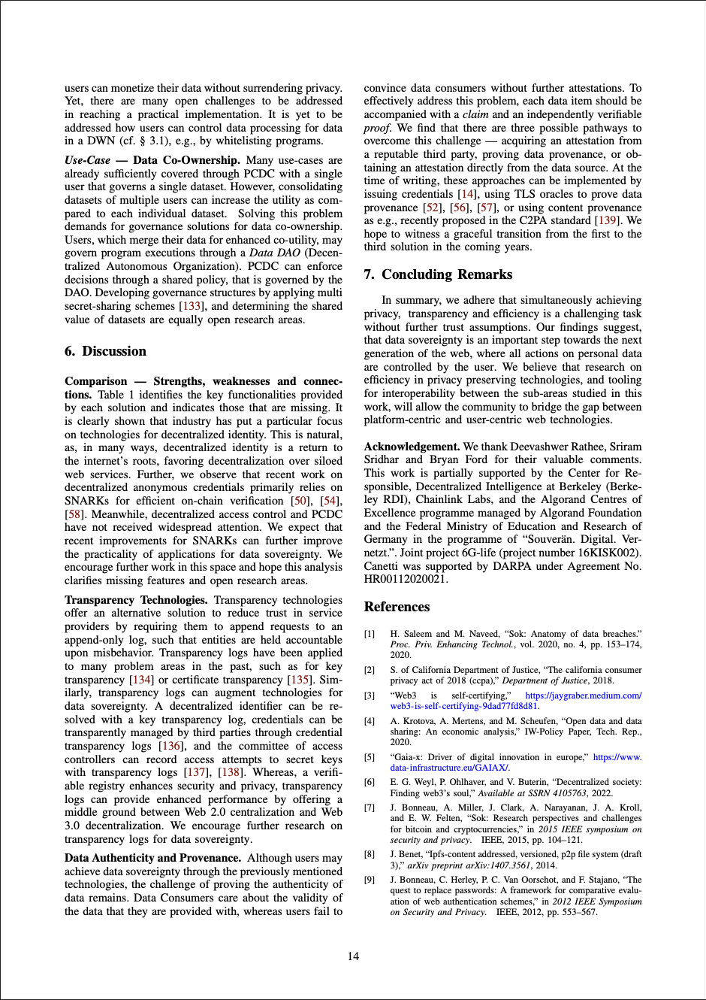 users can monetize their data without surrendering privacy.
Yet, there are many open challenges to be addressed
in reaching a practical implementation. It is yet to be
addressed how users can control data processing for data
in a DWN (cf. § 3.1), e.g., by whitelisting programs.
Use-Case — Data Co-Ownership. Many use-cases are
already sufficiently covered through PCDC with a single
user that governs a single dataset. However, consolidating
datasets of multiple users can increase the utility as com-
pared to each individual dataset. Solving this problem
demands for governance solutions for data co-ownership.
Users, which merge their data for enhanced co-utility, may
govern program executions through a Data DAO (Decen-
tralized Autonomous Organization). PCDC can enforce
decisions through a shared policy, that is governed by the
DAO. Developing governance structures by applying multi
secret-sharing schemes [133], and determining the shared
value of datasets are equally open research areas.
6. Discussion
Comparison — Strengths, weaknesses and connec-
tions. Table 1 identifies the key functionalities provided
by each solution and indicates those that are missing. It
is clearly shown that industry has put a particular focus
on technologies for decentralized identity. This is natural,
as, in many ways, decentralized identity is a return to
the internet's roots, favoring decentralization over siloed
web services. Further, we observe that recent work on
decentralized anonymous credentials primarily relies on
SNARKs for efficient on-chain verification [50], [54],
[58]. Meanwhile, decentralized access control and PCDC
have not received widespread attention. We expect that
recent improvements for SNARKs can further improve
the practicality of applications for data sovereignty. We
encourage further work in this space and hope this analysis
clarifies missing features and open research areas.
Transparency Technologies. Transparency technologies
offer an alternative solution to reduce trust in service
providers by requiring them to append requests to an
append-only log, such that entities are held accountable
upon misbehavior. Transparency logs have been applied
to many problem areas in the past, such as for key
transparency [134] or certificate transparency [135]. Sim-
ilarly, transparency logs can augment technologies for
data sovereignty. A decentralized identifier can be re-
solved with a key transparency log, credentials can be
transparently managed by third parties through credential
transparency logs [136], and the committee of access
controllers can record access attempts to secret keys
with transparency logs [137], [138]. Whereas, a verifi-
able registry enhances security and privacy, transparency
logs can provide enhanced performance by offering a
middle ground between Web 2.0 centralization and Web
3.0 decentralization. We encourage further research on
transparency logs for data sovereignty.
Data Authenticity and Provenance. Although users may
achieve data sovereignty through the previously mentioned
technologies, the challenge of proving the authenticity of
data remains. Data Consumers care about the validity of
the data that they are provided with, whereas users fail to
convince data consumers without further attestations. To
effectively address this problem, each data item should be
accompanied with a claim and an independently verifiable
proof. We find that there are three possible pathways to
overcome this challenge — acquiring an attestation from
a reputable third party, proving data provenance, or ob-
taining an attestation directly from the data source. At the
time of writing, these approaches can be implemented by
issuing credentials [14], using TLS oracles to prove data
provenance [52], [56], [57], or using content provenance
as e.g., recently proposed in the C2PA standard [139]. We
hope to witness a graceful transition from the first to the
third solution in the coming years.
7. Concluding Remarks
In summary, we adhere that simultaneously achieving
privacy, transparency and efficiency is a challenging task
without further trust assumptions. Our findings suggest,
that data sovereignty is an important step towards the next
generation of the web, where all actions on personal data
are controlled by the user. We believe that research on
efficiency in privacy preserving technologies, and tooling
for interoperability between the sub-areas studied in this
work, will allow the community to bridge the gap between
platform-centric and user-centric web technologies.
Acknowledgement. We thank Deevashwer Rathee, Sriram
Sridhar and Bryan Ford for their valuable comments.
This work is partially supported by the Center for Re-
sponsible, Decentralized Intelligence at Berkeley (Berke-
ley RDI), Chainlink Labs, and the Algorand Centres of
Excellence programme managed by Algorand Foundation
and the Federal Ministry of Education and Research of
Germany in the programme of “Souverän. Digital. Ver-
netzt.”. Joint project 6G-life (project number 16KISK002).
Canetti was supported by DARPA under Agreement No.
HR00112020021.
References
[1] H. Saleem and M. Naveed, “Sok: Anatomy of data breaches.”
Proc. Priv. Enhancing Technol., vol. 2020, no. 4, pp. 153–174,
2020.
[2] S. of California Department of Justice, “The california consumer
privacy act of 2018 (ccpa),” Department of Justice, 2018.
[3] “Web3 is self-certifying,” https://jaygraber.medium.com/
web3-is-self-certifying-9dad77fd8d81.
[4] A. Krotova, A. Mertens, and M. Scheufen, “Open data and data
sharing: An economic analysis,” IW-Policy Paper, Tech. Rep.,
2020.
[5] “Gaia-x: Driver of digital innovation in europe,” https://www.
data-infrastructure.eu/GAIAX/.
[6] E. G. Weyl, P. Ohlhaver, and V. Buterin, “Decentralized society:
Finding web3's soul,” Available at SSRN 4105763, 2022.
[7] J. Bonneau, A. Miller, J. Clark, A. Narayanan, J. A. Kroll,
and E. W. Felten, “Sok: Research perspectives and challenges
for bitcoin and cryptocurrencies,” in 2015 IEEE symposium on
security and privacy. IEEE, 2015, pp. 104–121.
[8] J. Benet, “Ipfs-content addressed, versioned, p2p file system (draft
3),” arXiv preprint arXiv:1407.3561, 2014.
[9] J. Bonneau, C. Herley, P. C. Van Oorschot, and F. Stajano, “The
quest to replace passwords: A framework for comparative evalu-
ation of web authentication schemes,” in 2012 IEEE Symposium
on Security and Privacy. IEEE, 2012, pp. 553–567.
14